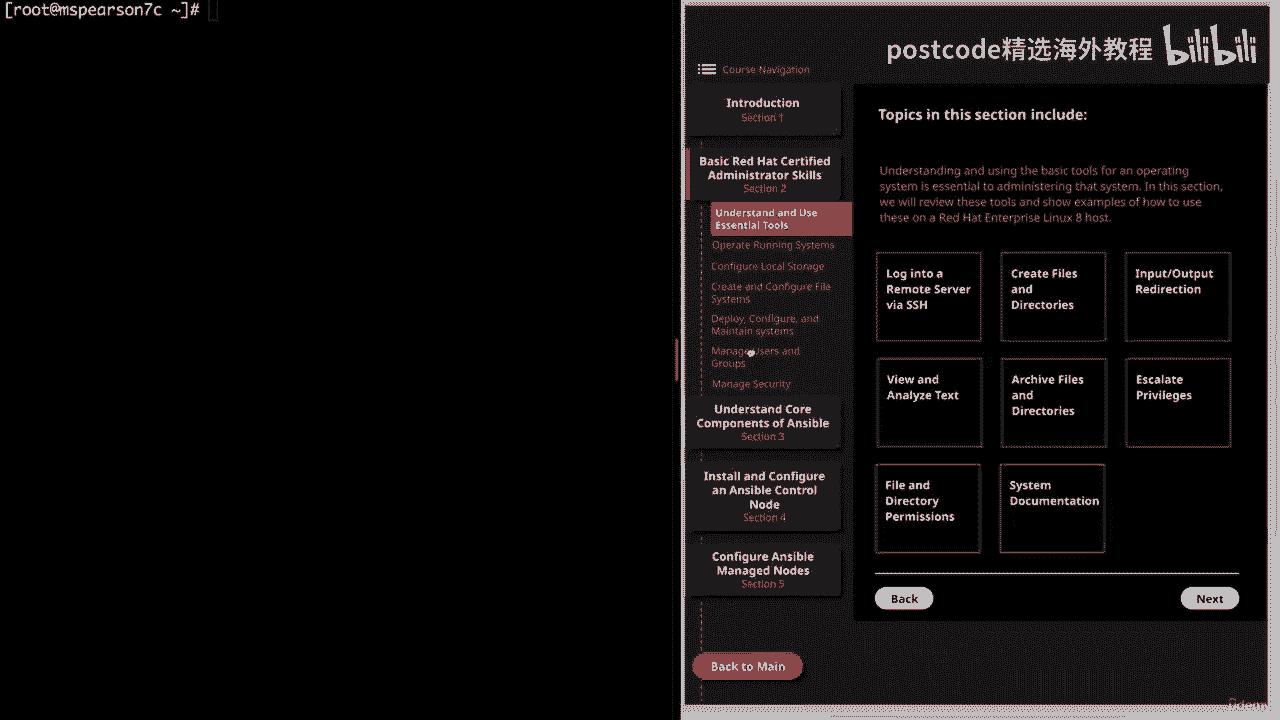 [root@mspearson7c ~]#
postcode精选海外教程 bilibili
Course Navigation
Introduction
Section 1
Basic Red Hat Certified
Administrator Skills
Section 2
Understand and Use
Essential Tools
Operate Running Systems
Configure Local Storage
Create and Configure File
Systems
Deploy, Configure, and
Maintain systems
Manage Users and
Groups
Manage Security
Understand Core
Components of Ansible
Section 3
Install and Configure
an Ansible Control
Node
Section 4
Configure Ansible
Managed Nodes
Section 5
Back to Main
Topics in this section include:
Understanding and using the basic tools for an operating
system is essential to administering that system. In this section,
we will review these tools and show examples of how to use
these on a Red Hat Enterprise Linux 8 host.
Log into a
Remote Server
via SSH
Create Files
and
Directories
Input/Output
Redirection
View and
Analyze Text
Archive Files
and
Directories
Escalate
Privileges
File and
Directory
Permissions
System
Documentation
Back
Next